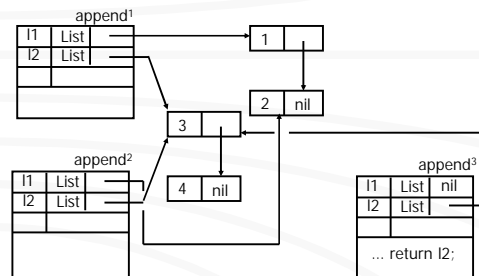 append1
l1 List
l2 List
1
2 nil
3
4 nil
append2
l1 List
l2 List
append3
l1 List nil
l2 List
... return l2;